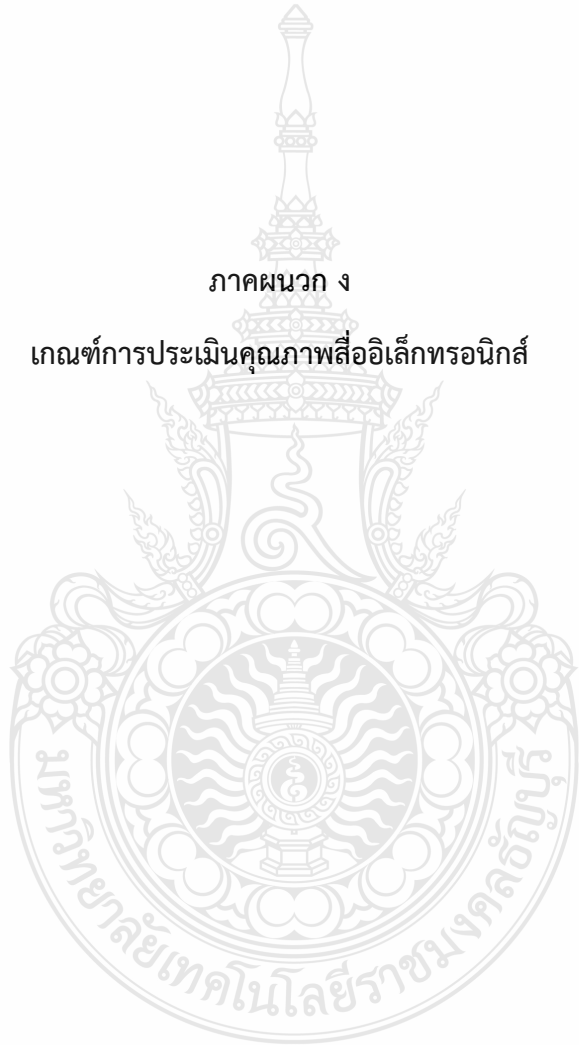 ภาคผนวก ง
เกณฑ์การประเมินคุณภาพสื่ออิเล็กทรอนิกส์
มหาวิทยาลัยเทคโนโลยีราชมงคลธัญบุรี